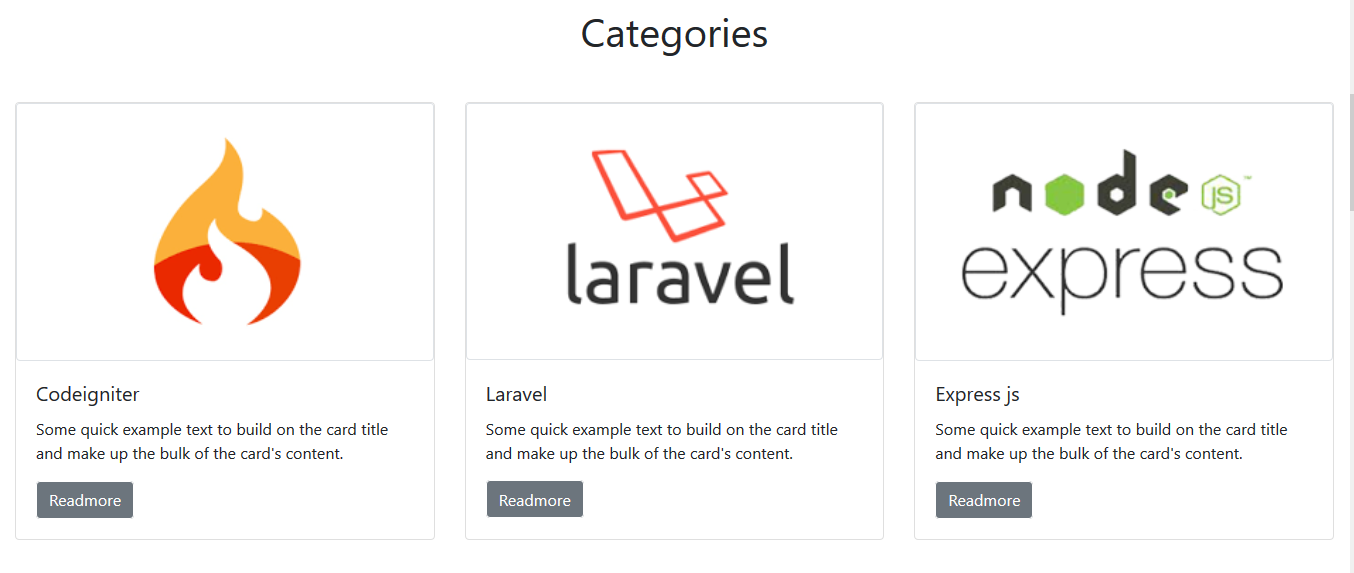 Categories
laravel
node JS ™
express
Codeigniter
Some quick example text to build on the card title
and make up the bulk of the card's content.
Readmore
Laravel
Some quick example text to build on the card title
and make up the bulk of the card's content.
Readmore
Express js
Some quick example text to build on the card title
and make up the bulk of the card's content.
Readmore